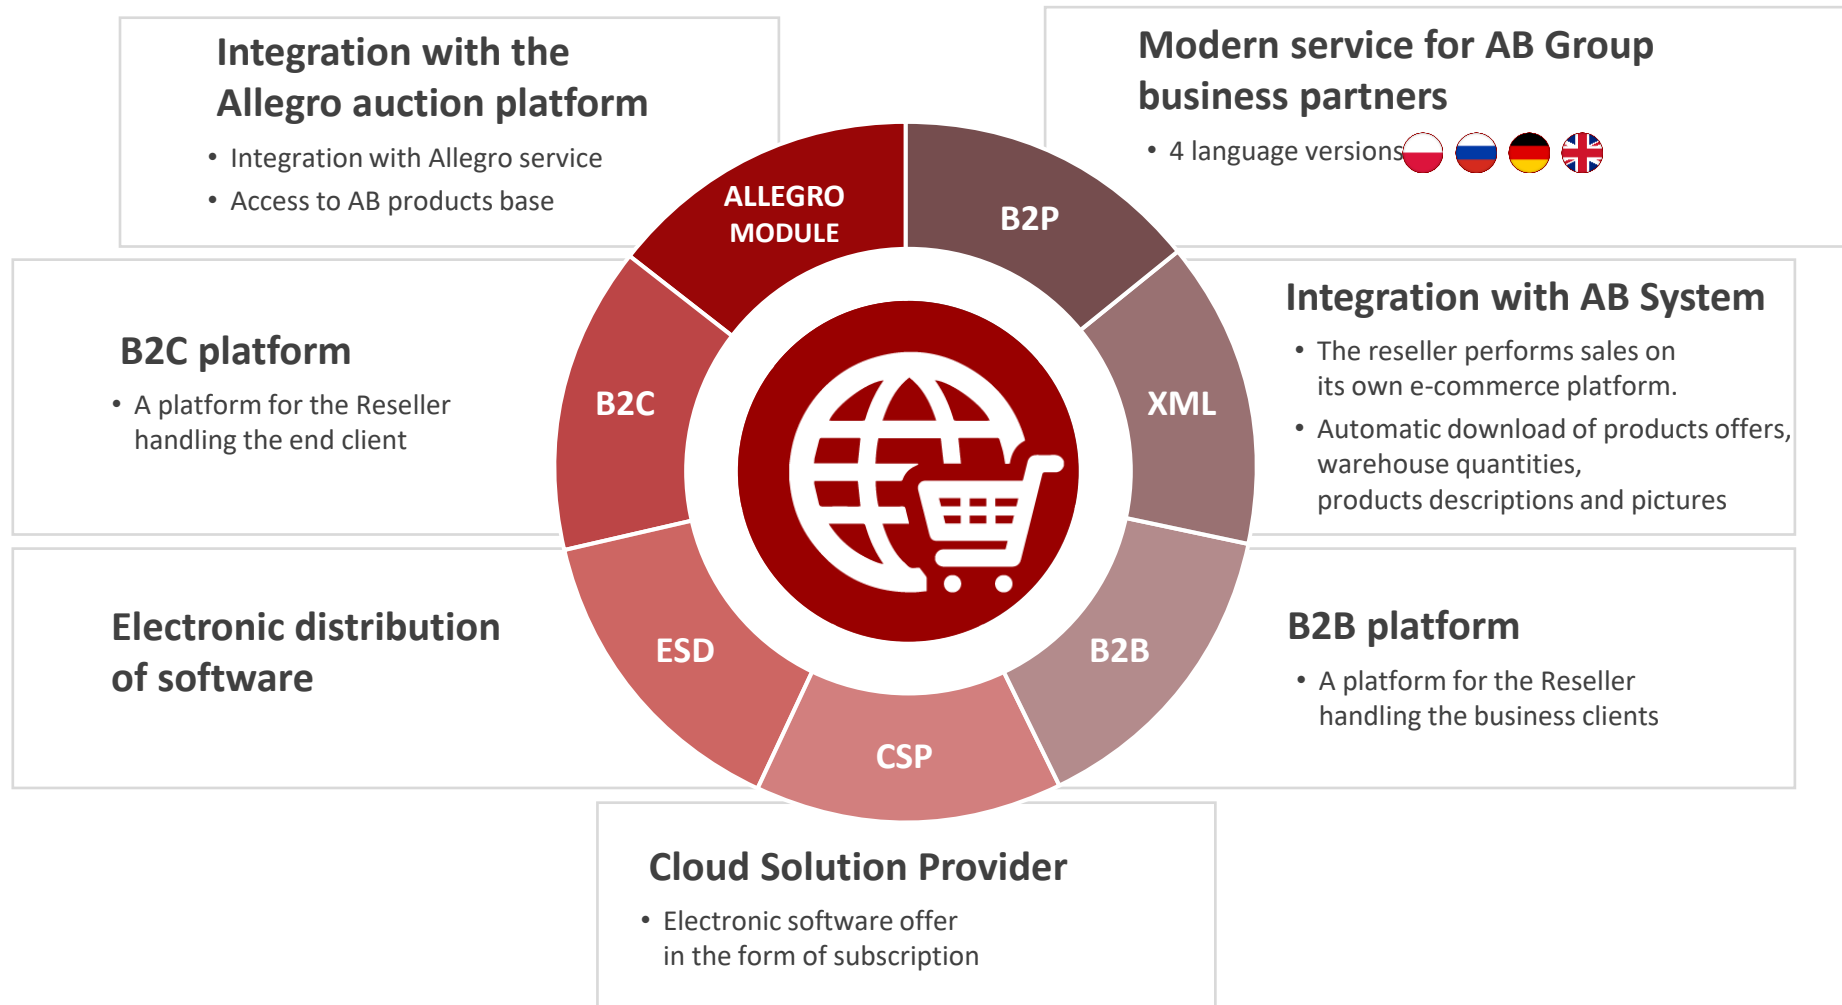 Integration with the
Allegro auction platform
• Integration with Allegro service
• Access to AB products base
Modern service for AB Group
business partners
• 4 language versions
ALLEGRO
MODULE
B2P
B2C platform
• A platform for the Reseller
handling the end client
B2C
XML
Integration with AB System
• The reseller performs sales on
its own e-commerce platform.
• Automatic download of products offers,
warehouse quantities,
products descriptions and pictures
Electronic distribution
of software
ESD
B2B
B2B platform
• A platform for the Reseller
handling the business clients
CSP
Cloud Solution Provider
• Electronic software offer
in the form of subscription